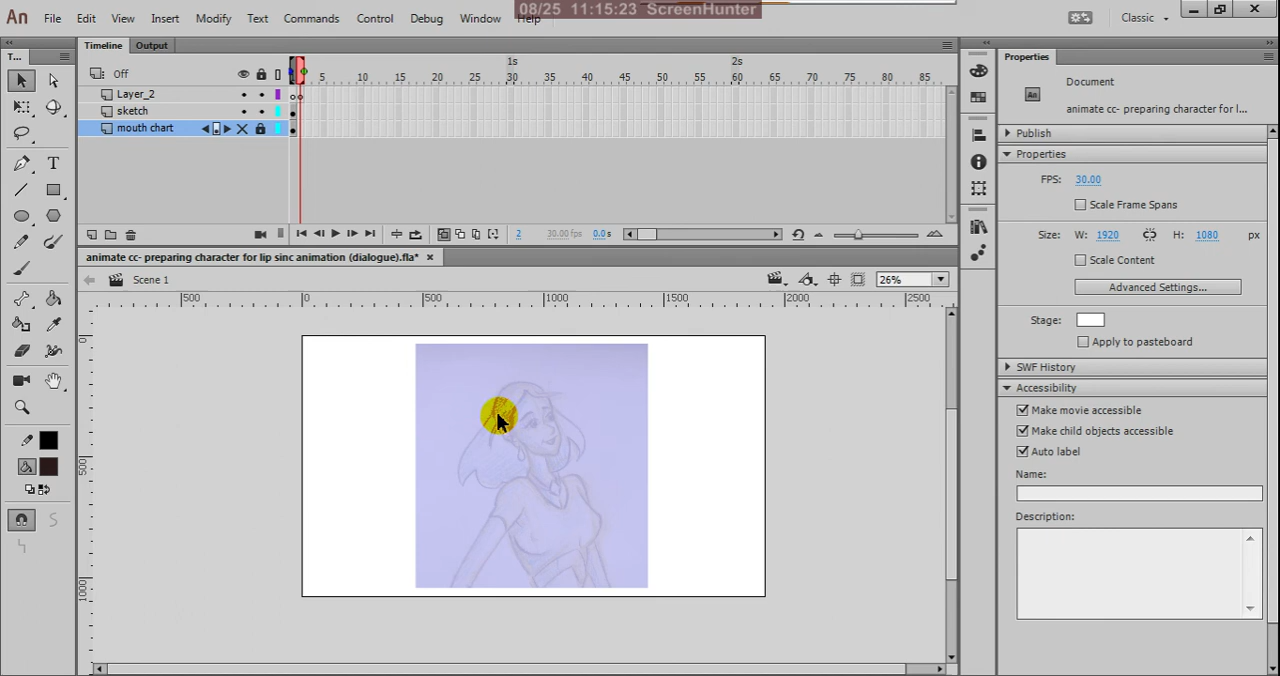 08/25 11:15:23 ScreenHunter
An File Edit View Insert Modify Text Commands Control Debug Window Help Classic
T... Timeline Output Properties
Off 1s 2s
5 10 15 20 25 30 35 40 45 50 55 60 65 70 75 80 85
Layer_2
sketch
mouth chart
2 30.00 fps 0.0 s
animate cc- preparing character for lip sinc animation (dialogue).fla*
Scene 1 26%
500 0 500 1000 1500 2000 2500
0
500
1000
T
Document
An animate cc- preparing character for l...
Publish
Properties
FPS: 30.00
Scale Frame Spans
Size: W: 1920 H: 1080 px
Scale Content
Advanced Settings...
Stage:
Apply to pasteboard
SWF History
Accessibility
Make movie accessible
Make child objects accessible
Auto label
Name:
Description: